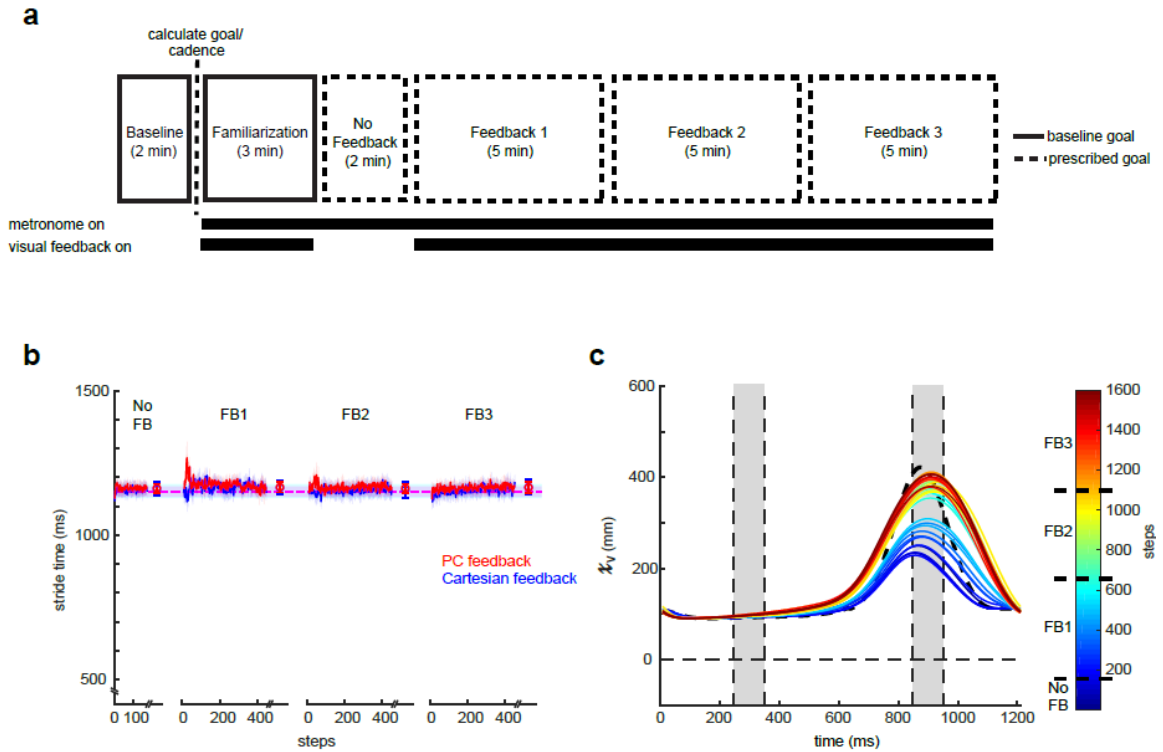 a
calculate goal/
cadence
Baseline
(2 min)
Familiarization
(3 min)
No
Feedback
(2 min)
Feedback 1
(5 min)
Feedback 2
(5 min)
Feedback 3
(5 min)
baseline goal
prescribed goal
metronome on
visual feedback on
b
1500
1000
500
stride time (ms)
No
FB
FB1
FB2
FB3
PC feedback
Cartesian feedback
0 100
0 200 400
0 200 400
0 200 400
steps
c
600
400
200
0
𝓍v (mm)
0 200 400 600 800 1000 1200
time (ms)
FB3
FB2
FB1
No
FB
1600
1400
1200
1000
800
600
400
200
steps